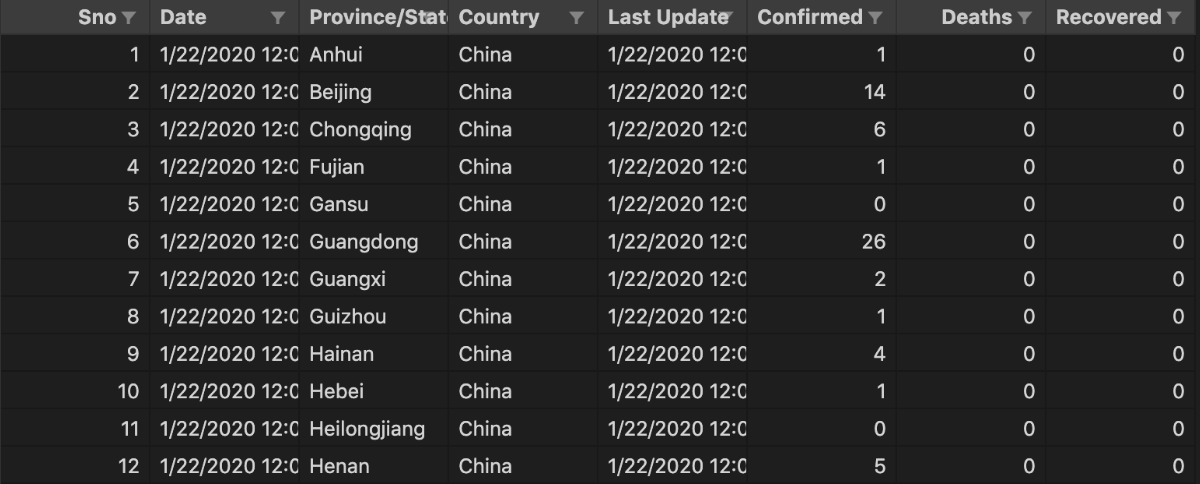 Sno Date Province/State Country Last Update Confirmed Deaths Recovered
1 1/22/2020 12:0 Anhui China 1/22/2020 12:0 1 0 0
2 1/22/2020 12:0 Beijing China 1/22/2020 12:0 14 0 0
3 1/22/2020 12:0 Chongqing China 1/22/2020 12:0 6 0 0
4 1/22/2020 12:0 Fujian China 1/22/2020 12:0 1 0 0
5 1/22/2020 12:0 Gansu China 1/22/2020 12:0 0 0 0
6 1/22/2020 12:0 Guangdong China 1/22/2020 12:0 26 0 0
7 1/22/2020 12:0 Guangxi China 1/22/2020 12:0 2 0 0
8 1/22/2020 12:0 Guizhou China 1/22/2020 12:0 1 0 0
9 1/22/2020 12:0 Hainan China 1/22/2020 12:0 4 0 0
10 1/22/2020 12:0 Hebei China 1/22/2020 12:0 1 0 0
11 1/22/2020 12:0 Heilongjiang China 1/22/2020 12:0 0 0 0
12 1/22/2020 12:0 Henan China 1/22/2020 12:0 5 0 0